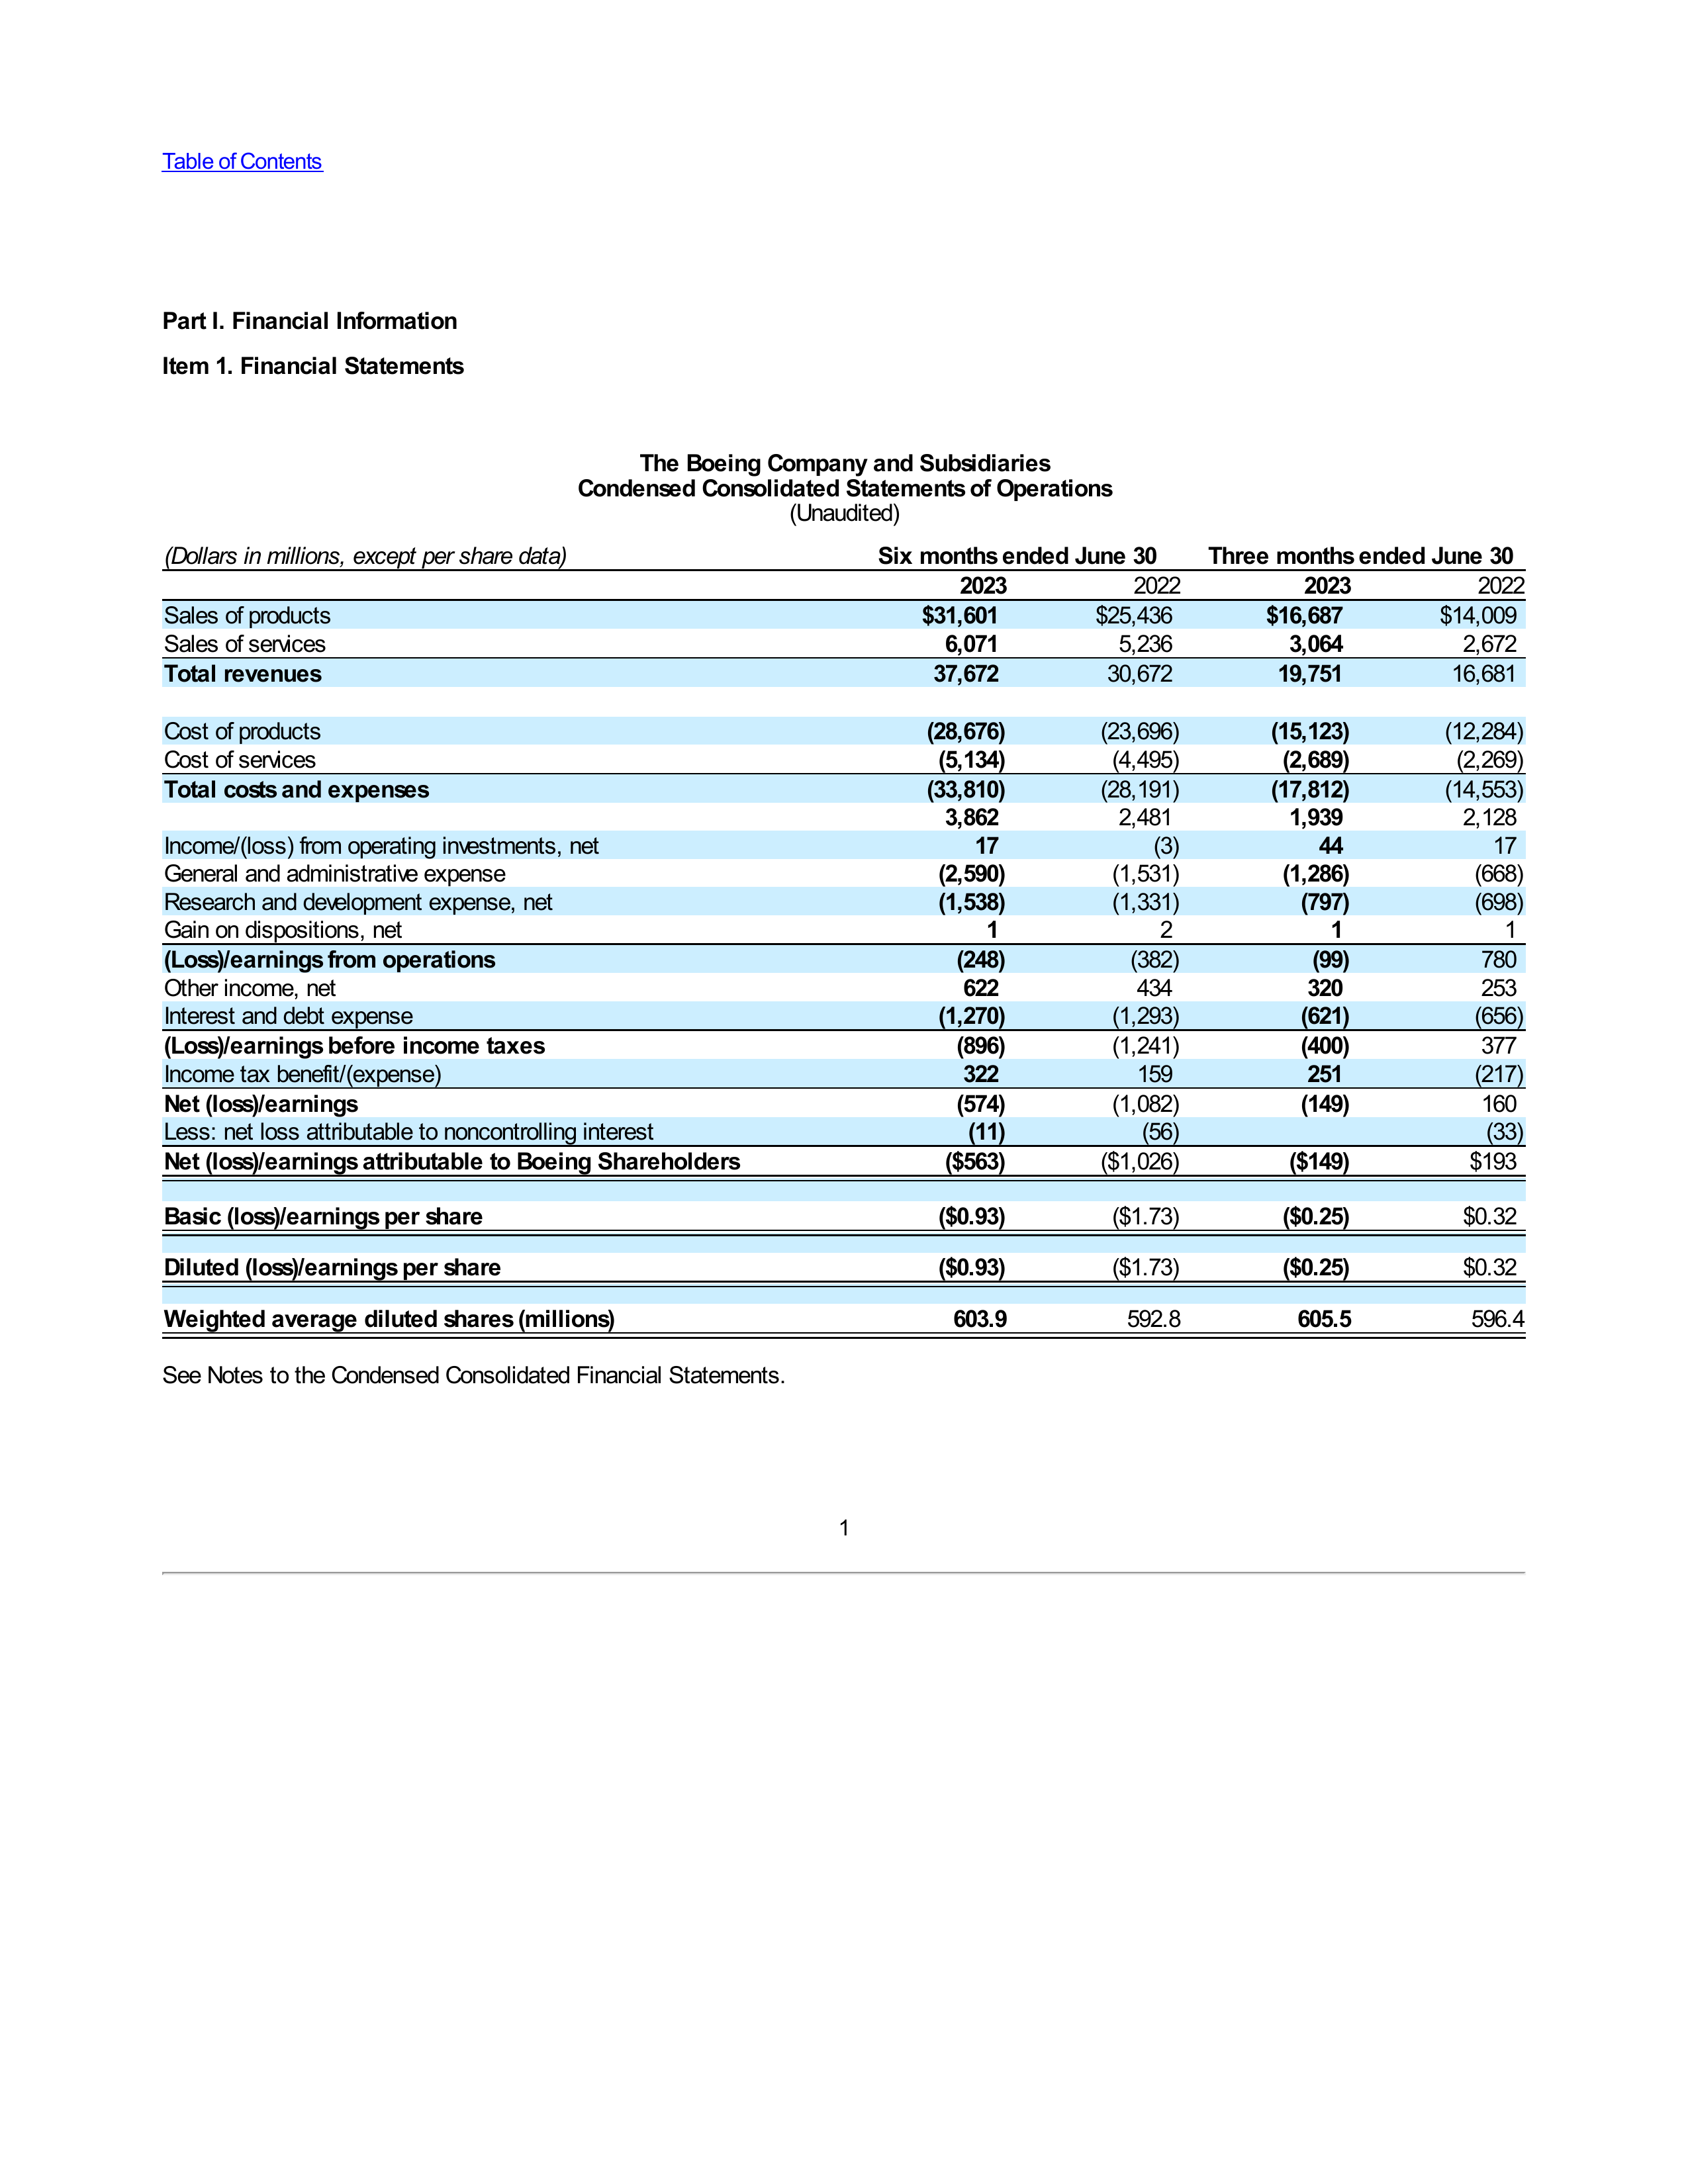 Table of Contents
Part I. Financial Information
Item 1. Financial Statements
The Boeing Company and Subsidiaries
Condensed Consolidated Statements of Operations
(Unaudited)
(Dollars in millions, except per share data) Six months ended June 30 Three months ended June 30
2023 2022 2023 2022
Sales of products $31,601 $25,436 $16,687 $14,009
Sales of services 6,071 5,236 3,064 2,672
Total revenues 37,672 30,672 19,751 16,681
Cost of products (28,676) (23,696) (15,123) (12,284)
Cost of services (5,134) (4,495) (2,689) (2,269)
Total costs and expenses (33,810) (28,191) (17,812) (14,553)
3,862 2,481 1,939 2,128
Income/(loss) from operating investments, net 17 (3) 44 17
General and administrative expense (2,590) (1,531) (1,286) (668)
Research and development expense, net (1,538) (1,331) (797) (698)
Gain on dispositions, net 1 2 1 1
(Loss)/earnings from operations (248) (382) (99) 780
Other income, net 622 434 320 253
Interest and debt expense (1,270) (1,293) (621) (656)
(Loss)/earnings before income taxes (896) (1,241) (400) 377
Income tax benefit/(expense) 322 159 251 (217)
Net (loss)/earnings (574) (1,082) (149) 160
Less: net loss attributable to noncontrolling interest (11) (56) (33)
Net (loss)/earnings attributable to Boeing Shareholders ($563) ($1,026) ($149) $193
Basic (loss)/earnings per share ($0.93) ($1.73) ($0.25) $0.32
Diluted (loss)/earnings per share ($0.93) ($1.73) ($0.25) $0.32
Weighted average diluted shares (millions) 603.9 592.8 605.5 596.4
See Notes to the Condensed Consolidated Financial Statements.
1